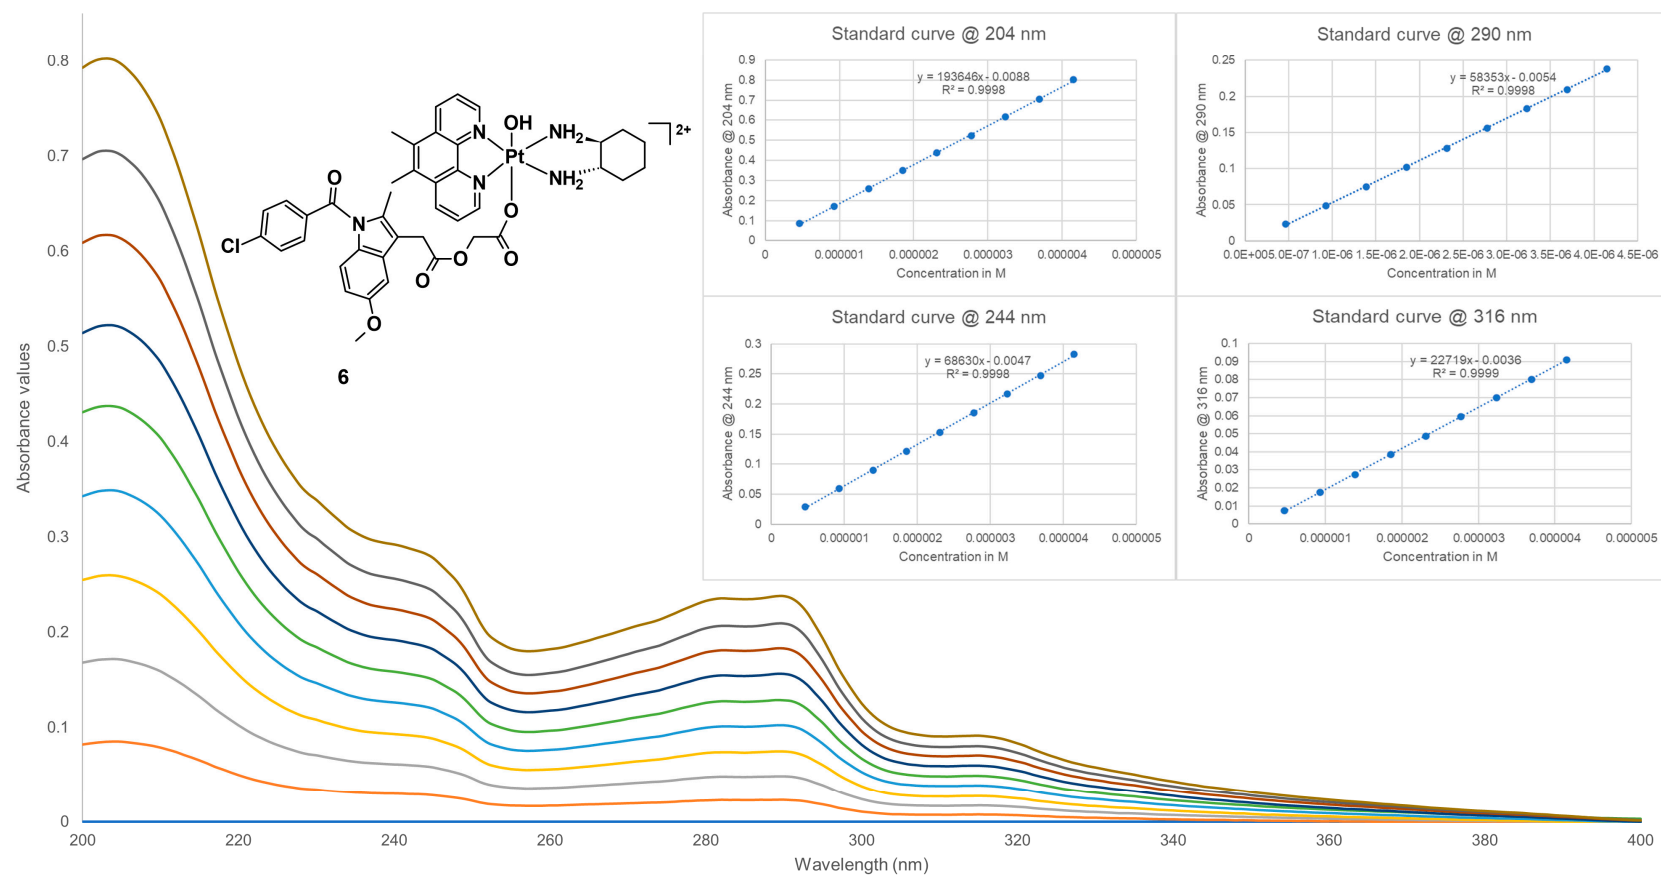 Absorbance values
0.8
0.7
0.6
0.5
0.4
0.3
0.2
0.1
0
200
220
240
260
280
300
320
340
360
380
400
Wavelength (nm)
OH
2+
N
NH2
Pt
N
NH2
O
O
O
N
Cl
O
O
O
6
Standard curve @ 204 nm
y = 193646x - 0.0088
R² = 0.9998
Absorbance @ 204 nm
0.9
0.8
0.7
0.6
0.5
0.4
0.3
0.2
0.1
0
0 0.000001 0.000002 0.000003 0.000004 0.000005
Concentration in M
Standard curve @ 290 nm
y = 58353x - 0.0054
R² = 0.9998
Absorbance @ 290 nm
0.25
0.2
0.15
0.1
0.05
0
0.0E+00 5.0E-07 1.0E-06 1.5E-06 2.0E-06 2.5E-06 3.0E-06 3.5E-06 4.0E-06 4.5E-06
Concentration in M
Standard curve @ 244 nm
y = 68630x - 0.0047
R² = 0.9998
Absorbance @ 244 nm
0.3
0.25
0.2
0.15
0.1
0.05
0
0 0.000001 0.000002 0.000003 0.000004 0.000005
Concentration in M
Standard curve @ 316 nm
y = 22719x - 0.0036
R² = 0.9999
Absorbance @ 316 nm
0.1
0.09
0.08
0.07
0.06
0.05
0.04
0.03
0.02
0.01
0
0 0.000001 0.000002 0.000003 0.000004 0.000005
Concentration in M